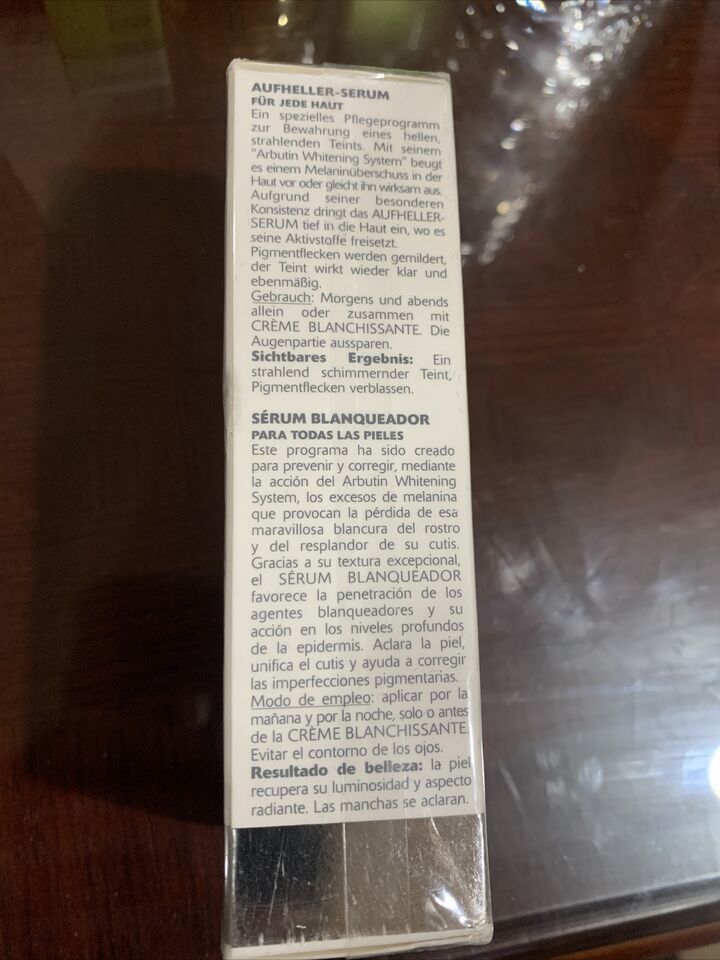 AUFHELLER-SERUM
FÜR JEDE HAUT
Ein spezielles Pflegeprogramm
zur Bewahrung eines hellen,
strahlenden Teints. Mit seinem
"Arbutin Whitening System" beugt
es einem Melaninüberschuss in der
Haut vor oder gleicht ihn wirksam aus.
Aufgrund seiner besonderen
Konsistenz dringt das AUFHELLER-
SERUM tief in die Haut ein, wo es
seine Aktivstoffe freisetzt.
Pigmentflecken werden gemildert,
der Teint wirkt wieder klar und
ebenmäßig.
Gebrauch: Morgens und abends
allein oder zusammen mit
CRÈME BLANCHISSANTE. Die
Augenpartie aussparen.
Sichtbares Ergebnis: Ein
strahlend schimmernder Teint,
Pigmentflecken verblassen.
SÉRUM BLANQUEADOR
PARA TODAS LAS PIELES
Este programa ha sido creado
para prevenir y corregir, mediante
la acción del Arbutin Whitening
System, los excesos de melanina
que provocan la pérdida de esa
maravillosa blancura del rostro
y del resplandor de su cutis.
Gracias a su textura excepcional,
el SÉRUM BLANQUEADOR
favorece la penetración de los
agentes blanqueadores y su
acción en los niveles profundos
de la epidermis. Aclara la piel,
unifica el cutis y ayuda a corregir
las imperfecciones pigmentarias.
Modo de empleo: aplicar por la
mañana y por la noche, solo o antes
de la CRÈME BLANCHISSANTE.
Evitar el contorno de los ojos.
Resultado de belleza: la piel
recupera su luminosidad y aspecto
radiante. Las manchas se aclaran.